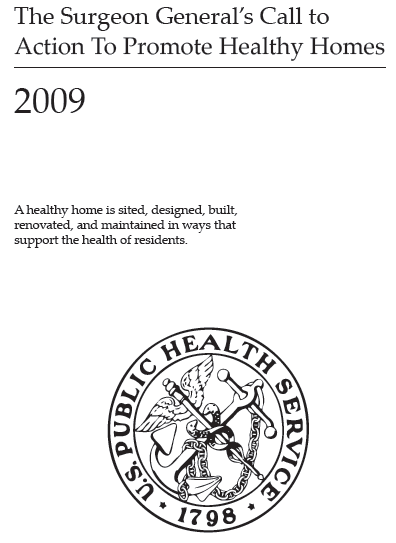 The Surgeon General’s Call to
Action To Promote Healthy Homes
2009
A healthy home is sited, designed, built,
renovated, and maintained in ways that
support the health of residents.
U.S. PUBLIC HEALTH SERVICE
1798